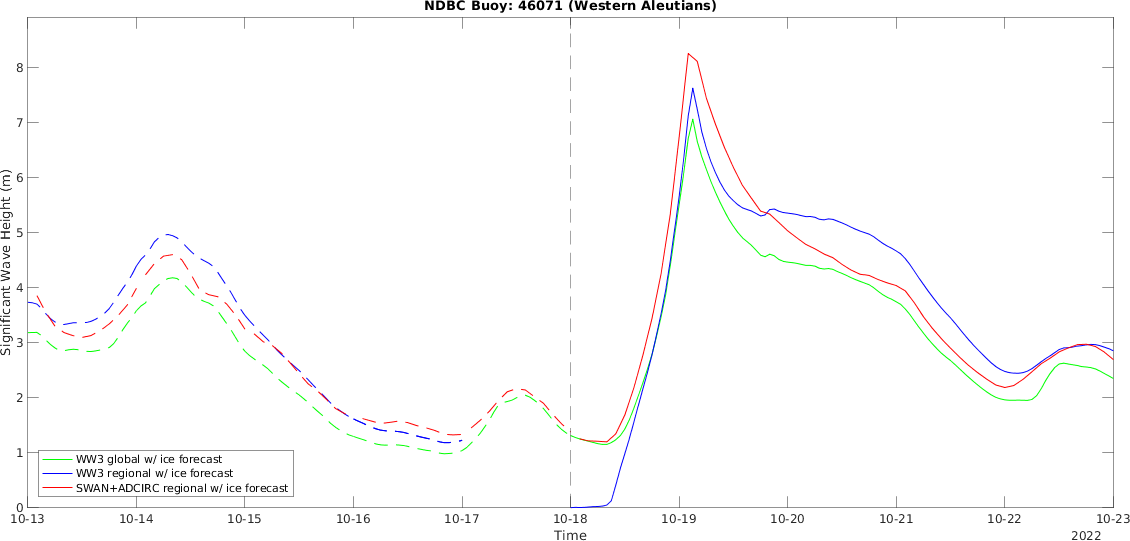 NDBC Buoy: 46071 (Western Aleutians)
Significant Wave Height (m)
8
7
6
5
4
3
2
1
0
WW3 global w/ ice forecast
WW3 regional w/ ice forecast
SWAN+ADCIRC regional w/ ice forecast
10-13 10-14 10-15 10-16 10-17 10-18 10-19 10-20 10-21 10-22 10-23
Time
2022